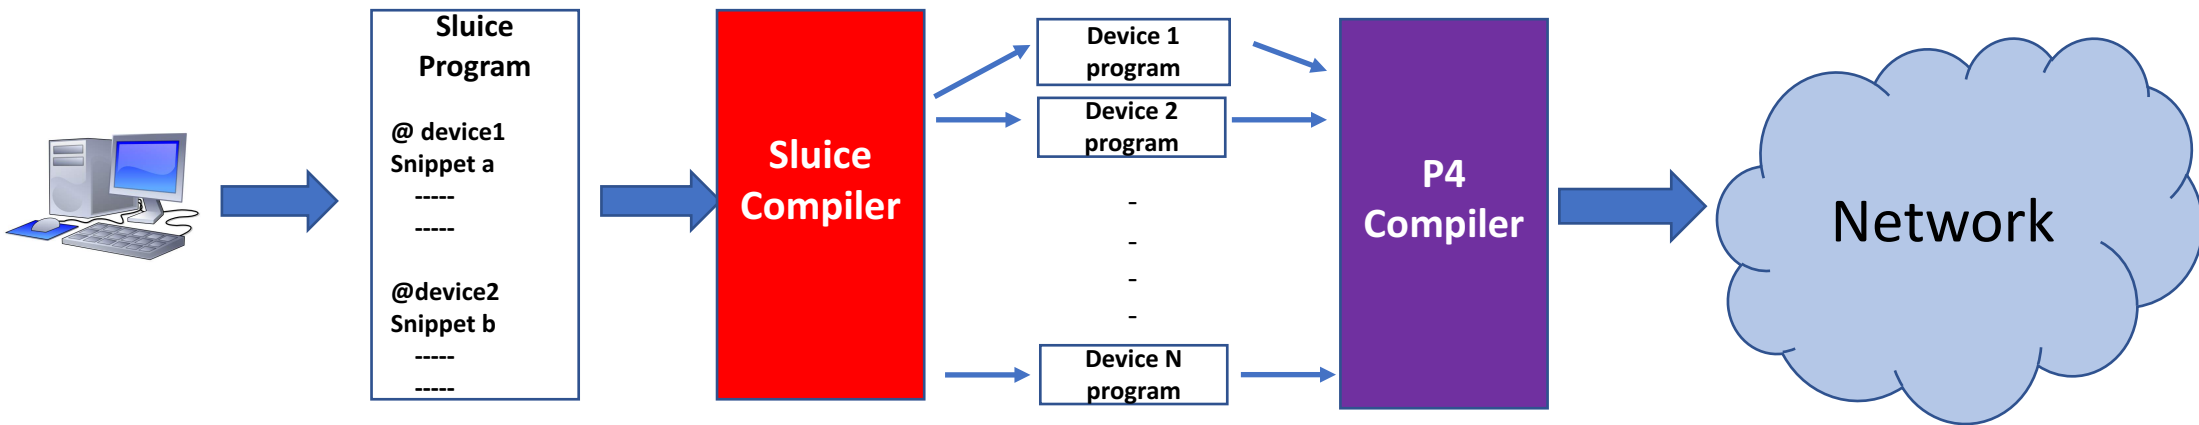 Sluice
Program
@ device1
Snippet a
-----
-----
@device2
Snippet b
-----
-----
Sluice
Compiler
Device 1
program
Device 2
program
-
-
-
-
Device N
program
P4
Compiler
Network